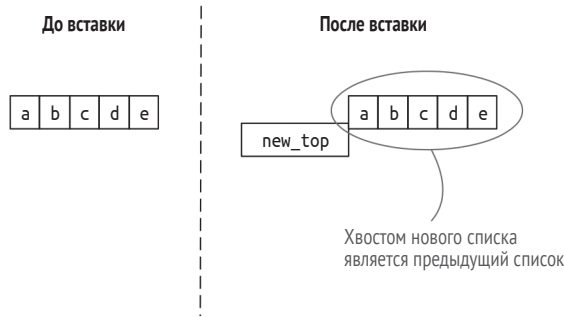 До вставки
После вставки
a b c d e
a b c d e
new_top
Хвостом нового списка
является предыдущий список